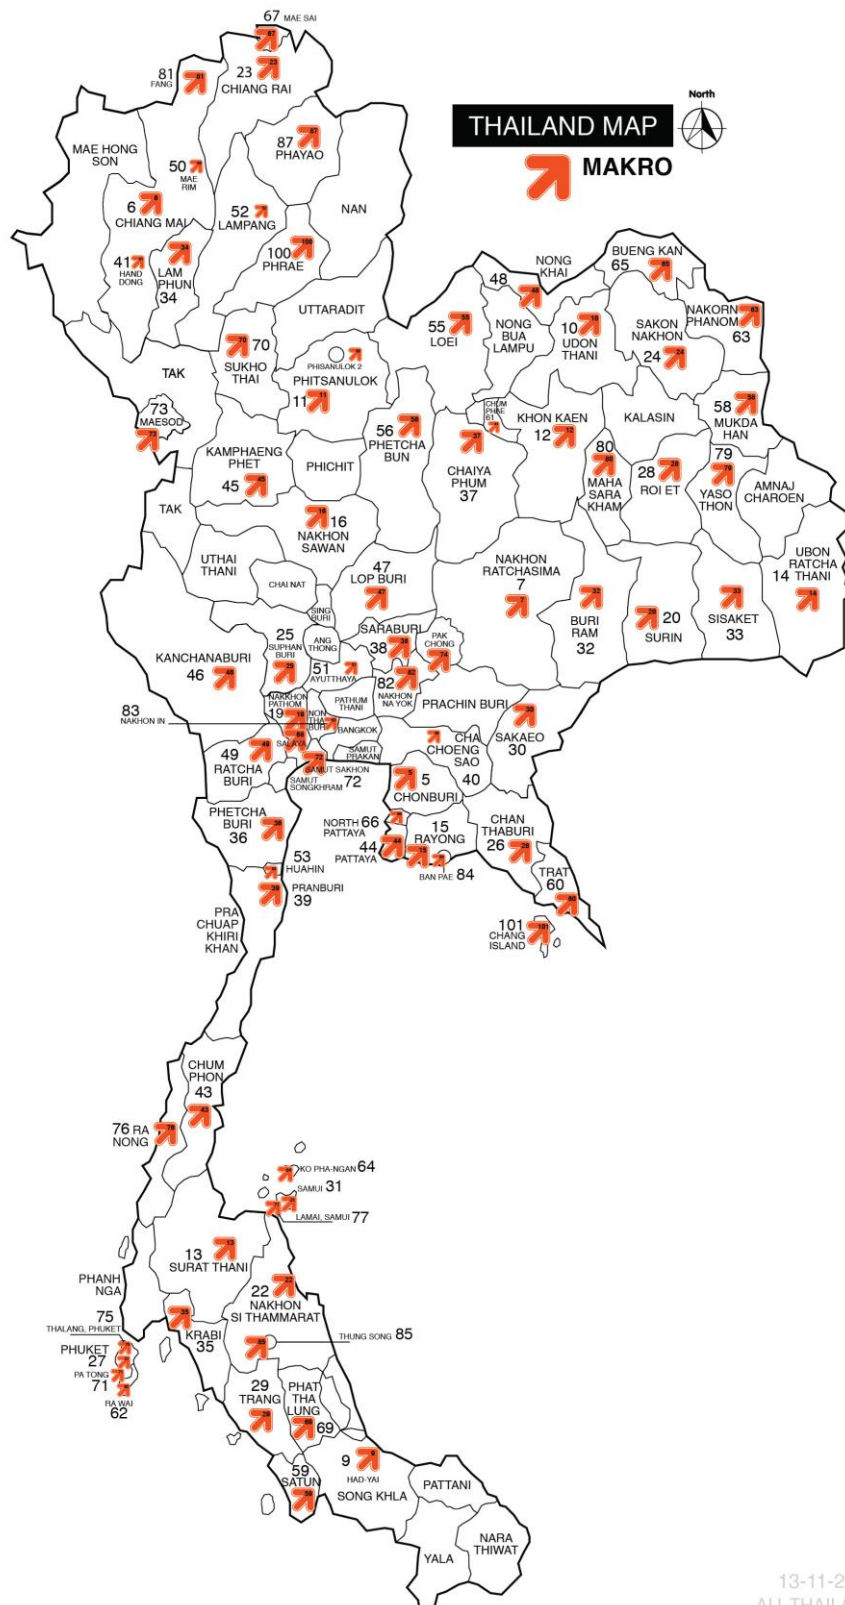 67 MAE SAI
81
FANG
23
CHIANG RAI
North
THAILAND MAP
MAKRO
87
PHAYAO
MAE HONG
SON
50
MAE
RIM
6
CHIANG MAI
52
LAMPANG
NAN
41
HAND
DONG
LAM
PHUN
34
100
PHRAE
UTTARADIT
NONG
KHAI
48
BUENG KAN
65
NAKORN
PHANOM
63
55
LOEI
NONG
BUA
LAMPU
10
UDON
THANI
SAKON
NAKHON
24
70
SUKHO
THAI
PHISANULOK 2
PHITSANULOK
11
TAK
73
MAESOD
56
PHETCHA
BUN
CHUM
PHAE
61
KHON KAEN
12
KALASIN
58
MUKDA
HAN
KAMPHAENG
PHET
45
PHICHIT
CHAIYA
PHUM
37
80
MAHA
SARA
KHAM
28
ROI ET
79
YASO
THON
AMNAJ
CHAROEN
TAK
16
NAKHON
SAWAN
UTHAI
THANI
CHAI NAT
47
LOP BURI
NAKHON
RATCHASIMA
7
UBON
RATCHA
THANI
14
SING
BURI
32
BURI
RAM
32
20
SURIN
SISAKET
33
KANCHANABURI
46
25
SUPHAN
BURI
ANG
THONG
SARABURI
38
PAK
CHONG
74
51
AYUTTHAYA
82
NAKHON
NA YOK
PRACHIN BURI
83
NAKHON IN
NAKKHON
PATHOM
19
NON
THA
BURI
PATHUM
THANI
BANGKOK
SALAYA
SAMUT
PRAKAN
CHA
CHOENG
SAO
40
SAKAEO
30
49
RATCHA
BURI
SAMUT SAKHON
72
SAMUT
SONGKHRAM
5
CHONBURI
PHETCHA
BURI
36
NORTH 66
PATTAYA
44
PATTAYA
15
RAYONG
BAN PAE 84
CHAN
THABURI
26
TRAT
60
53
HUAHIN
PRANBURI
39
101
CHANG
ISLAND
PRA
CHUAP
KHIRI
KHAN
CHUM
PHON
43
76 RA
NONG
KO PHA-NGAN 64
SAMUI 31
LAMAI, SAMUI 77
13
SURAT THANI
PHANH
NGA
22
NAKHON
SI THAMMARAT
75
THALANG, PHUKET
KRABI
35
THUNG SONG 85
PHUKET
27
PA TONG
71
RA WAI
62
29
TRANG
PHAT
THA
LUNG
69
59
SATUN
9
HAD-YAI
SONG KHLA
PATTANI
YALA
NARA
THIWAT
13-11-2